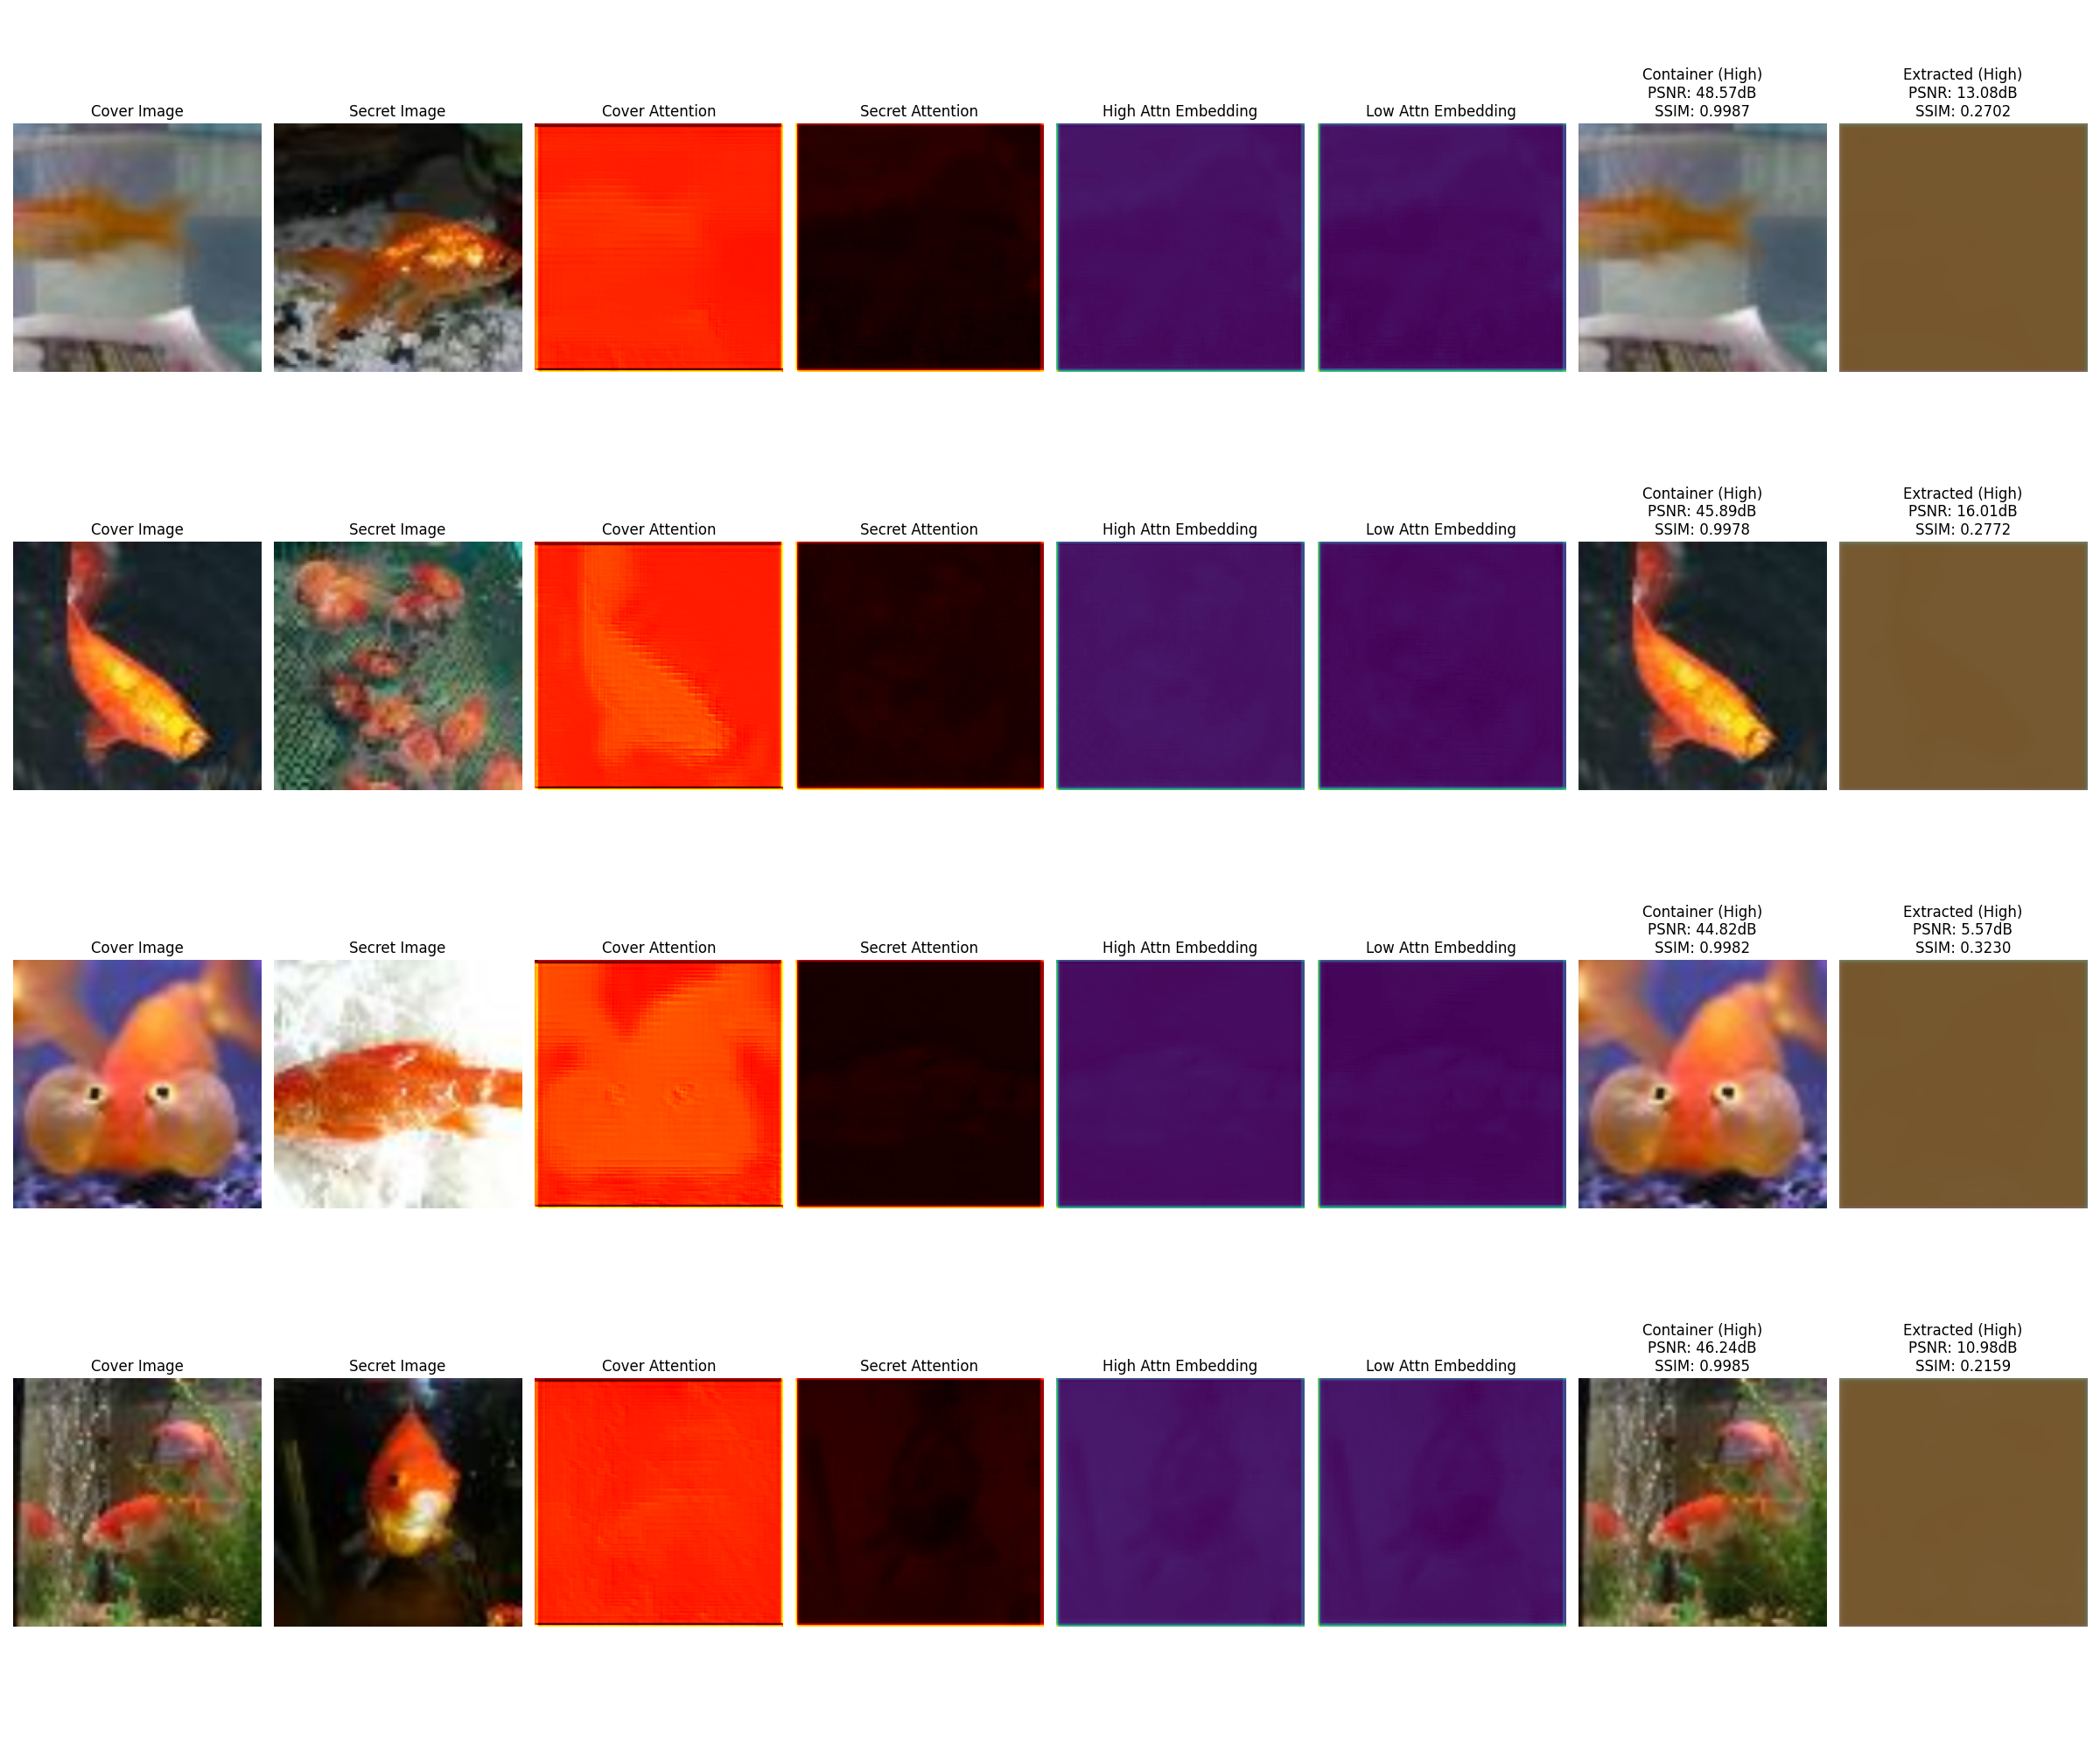 Cover Image
Secret Image
Cover Attention
Secret Attention
High Attn Embedding
Low Attn Embedding
Container (High)
PSNR: 48.57dB
SSIM: 0.9987
Extracted (High)
PSNR: 13.08dB
SSIM: 0.2702
Cover Image
Secret Image
Cover Attention
Secret Attention
High Attn Embedding
Low Attn Embedding
Container (High)
PSNR: 45.89dB
SSIM: 0.9978
Extracted (High)
PSNR: 16.01dB
SSIM: 0.2772
Cover Image
Secret Image
Cover Attention
Secret Attention
High Attn Embedding
Low Attn Embedding
Container (High)
PSNR: 44.82dB
SSIM: 0.9982
Extracted (High)
PSNR: 5.57dB
SSIM: 0.3230
Cover Image
Secret Image
Cover Attention
Secret Attention
High Attn Embedding
Low Attn Embedding
Container (High)
PSNR: 46.24dB
SSIM: 0.9985
Extracted (High)
PSNR: 10.98dB
SSIM: 0.2159